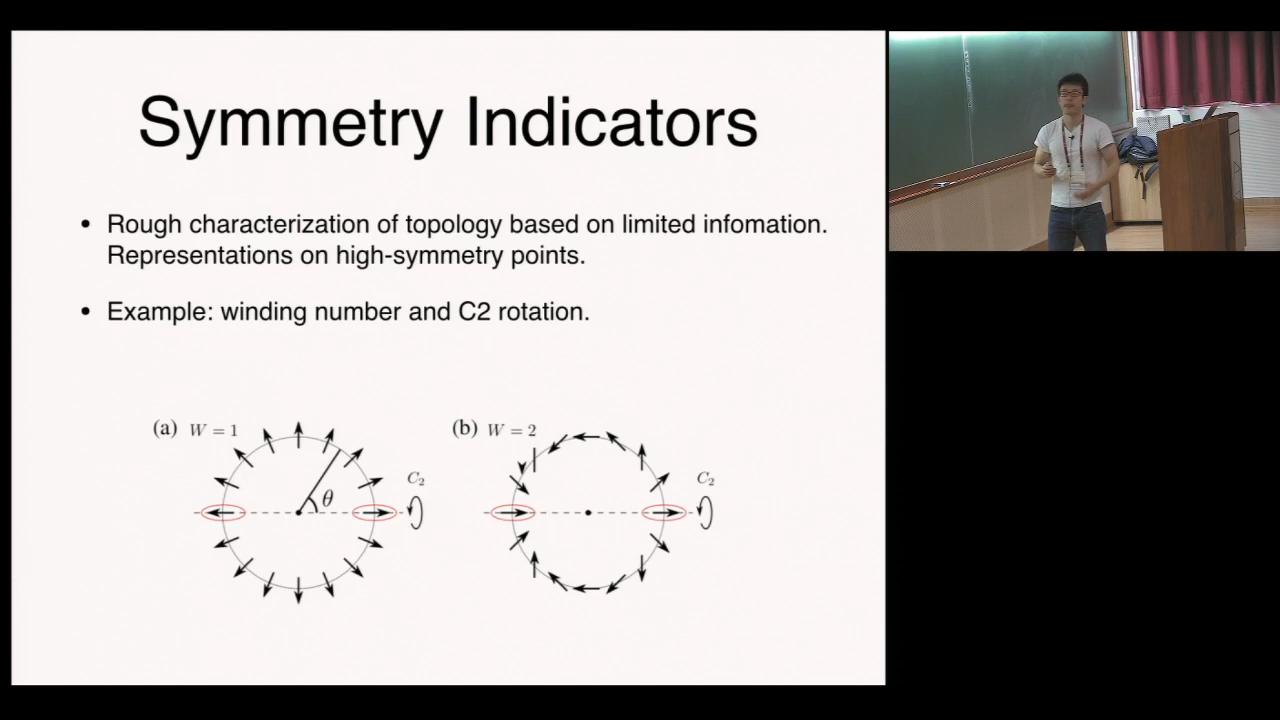 Symmetry Indicators
• Rough characterization of topology based on limited infomation.
Representations on high-symmetry points.
• Example: winding number and C2 rotation.
(a) W = 1
(b) W = 2
C₂
θ
C₂